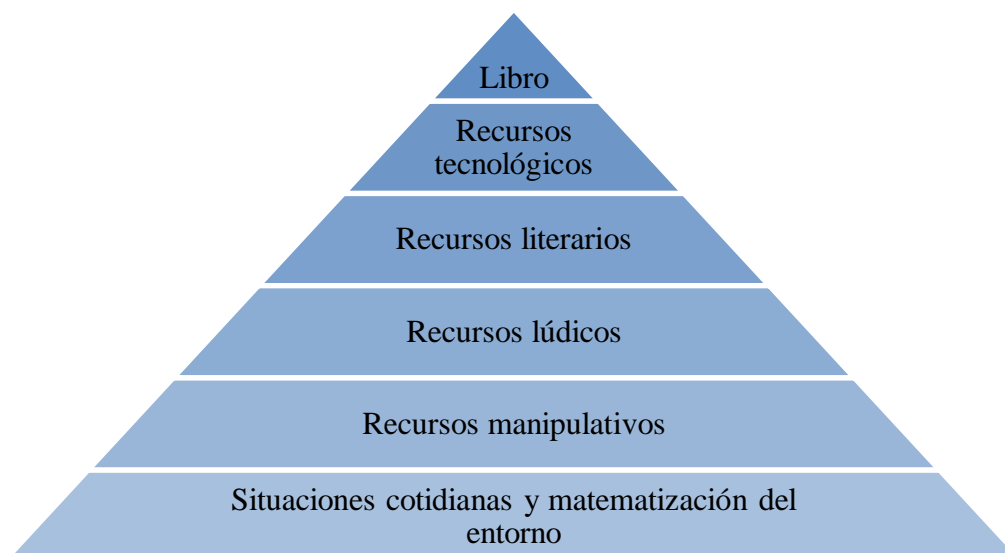 Libro
Recursos
tecnológicos
Recursos literarios
Recursos lúdicos
Recursos manipulativos
Situaciones cotidianas y matematización del
entorno